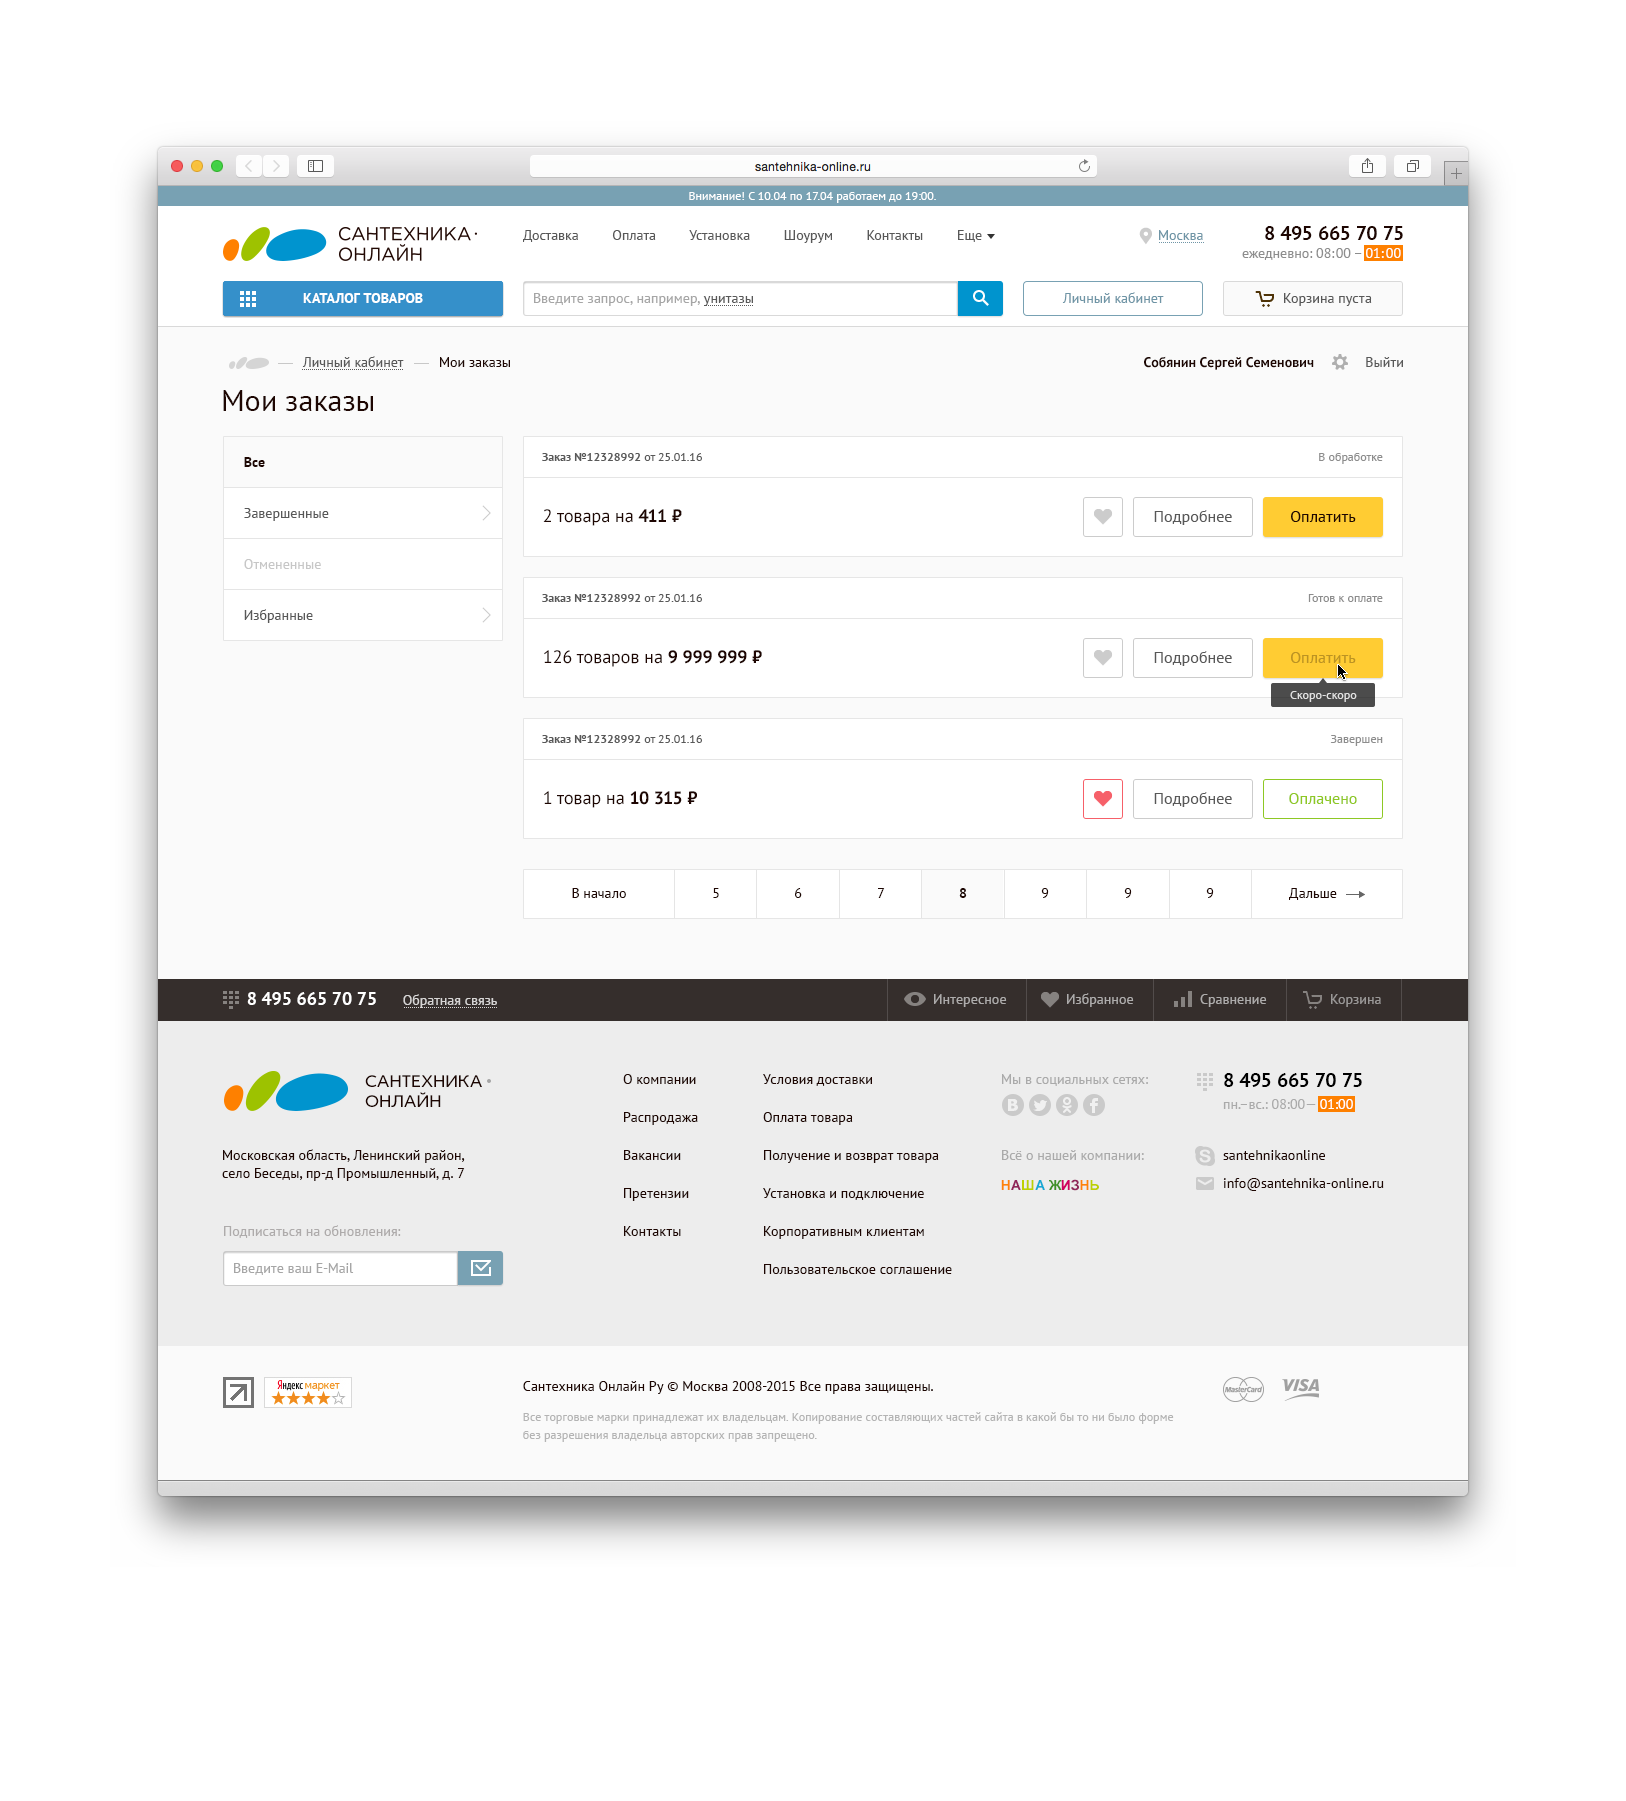 santehnika-online.ru
Внимание! С 10.04 по 17.04 работаем до 19:00.
САНТЕХНИКА
ОНЛАЙН
Доставка
Оплата
Установка
Шоурум
Контакты
Еще
Москва
8 495 665 70 75
ежедневно: 08:00 – 01:00
КАТАЛОГ ТОВАРОВ
Введите запрос, например, унитазы
Личный кабинет
Корзина пуста
Личный кабинет — Мои заказы
Собянин Сергей Семенович
Выйти
Мои заказы
Все
Завершенные
Отмененные
Избранные
Заказ №12328992 от 25.01.16
В обработке
2 товара на 411 ₽
Подробнее
Оплатить
Заказ №12328992 от 25.01.16
Готов к оплате
126 товаров на 9 999 999 ₽
Подробнее
Оплатить
Скоро-скоро
Заказ №12328992 от 25.01.16
Завершен
1 товар на 10 315 ₽
Подробнее
Оплачено
В начало
5
6
7
8
9
9
9
Дальше
8 495 665 70 75
Обратная связь
Интересное
Избранное
Сравнение
Корзина
САНТЕХНИКА
ОНЛАЙН
Московская область, Ленинский район,
село Беседы, пр-д Промышленный, д. 7
Подписаться на обновления:
Введите ваш E-Mail
О компании
Распродажа
Вакансии
Претензии
Контакты
Условия доставки
Оплата товара
Получение и возврат товара
Установка и подключение
Корпоративным клиентам
Пользовательское соглашение
Мы в социальных сетях:
Всё о нашей компании:
НАША ЖИЗНЬ
8 495 665 70 75
пн.–вс.: 08:00 – 01:00
santehnikaonline
info@santehnika-online.ru
Яндекс маркет
Сантехника Онлайн Ру © Москва 2008-2015 Все права защищены.
Все торговые марки принадлежат их владельцам. Копирование составляющих частей сайта в какой бы то ни было форме
без разрешения владельца авторских прав запрещено.
MasterCard
VISA